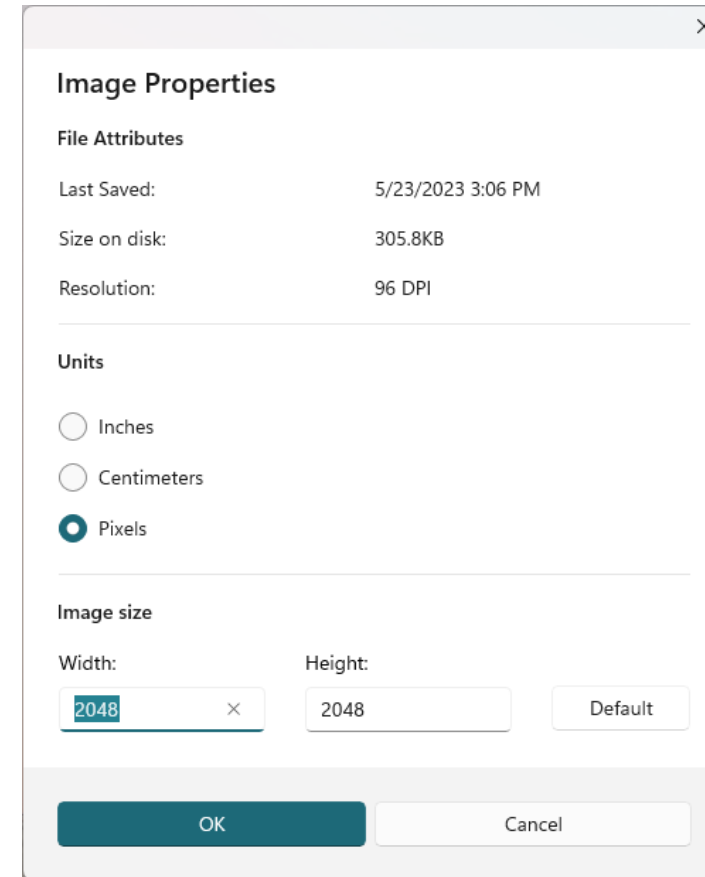 Image Properties
File Attributes
Last Saved: 5/23/2023 3:06 PM
Size on disk: 305.8KB
Resolution: 96 DPI
Units
Inches
Centimeters
Pixels
Image size
Width: Height:
2048 2048 Default
OK Cancel